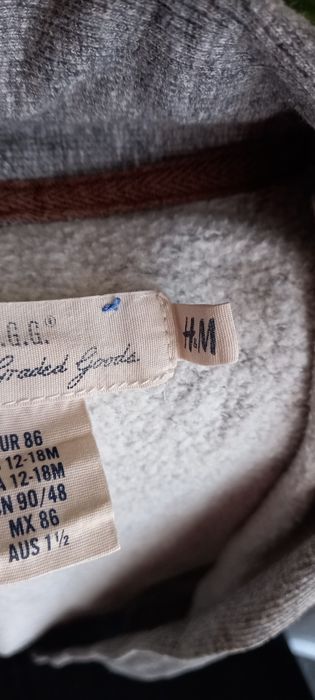 .G.G.®
Graded Goods.
H&M
UR 86
12-18M
A 12-18M
N 90/48
MX 86
AUS 1½